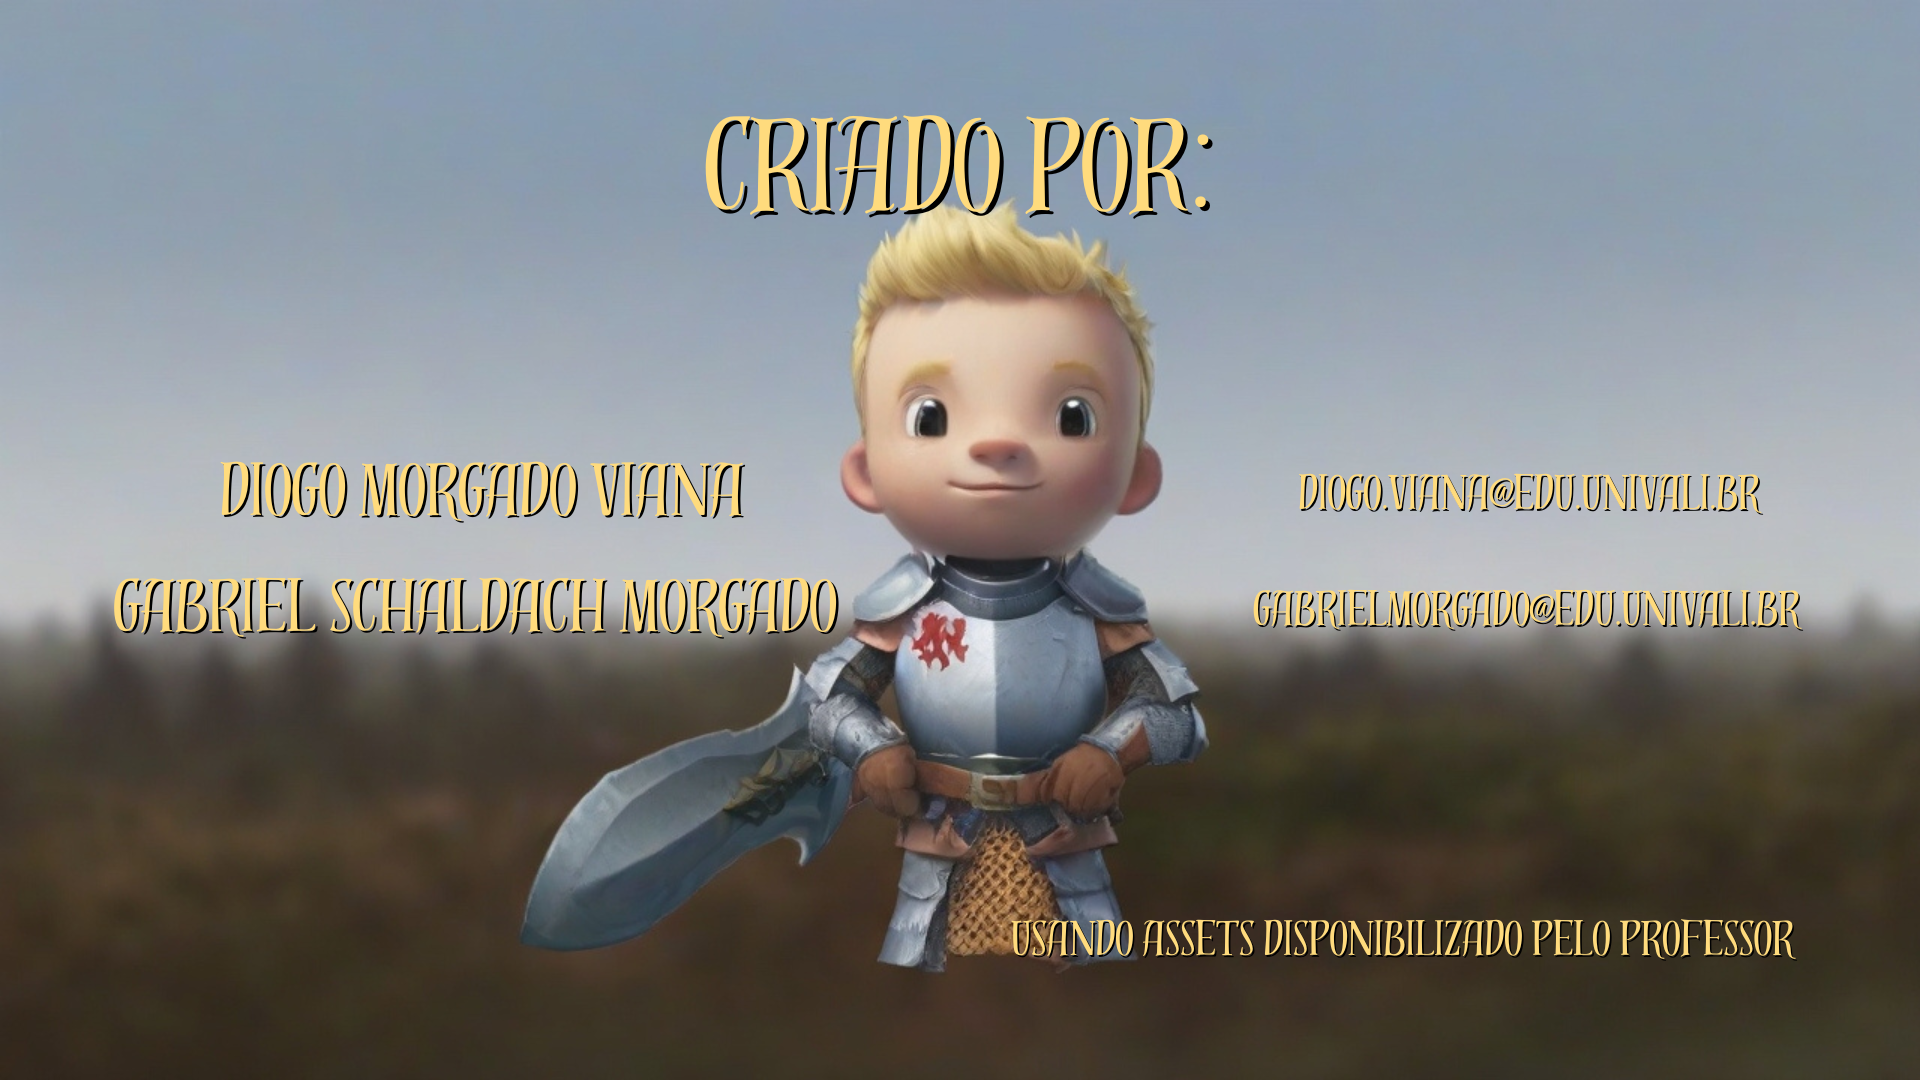 CRIADO POR:
DIOGO MORGADO VIANA
DIOGO.VIANA@EDU.UNIVALI.BR
GABRIEL SCHALDACH MORGADO
GABRIELMORGADO@EDU.UNIVALI.BR
USANDO ASSETS DISPONIBILIZADO PELO PROFESSOR